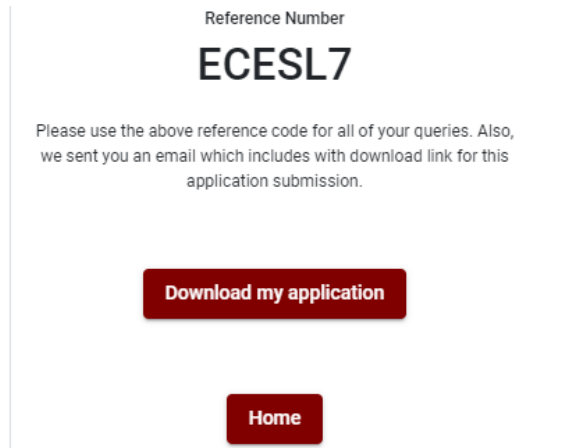 Reference Number
ECESL7
Please use the above reference code for all of your queries. Also,
we sent you an email which includes with download link for this
application submission.
Download my application
Home